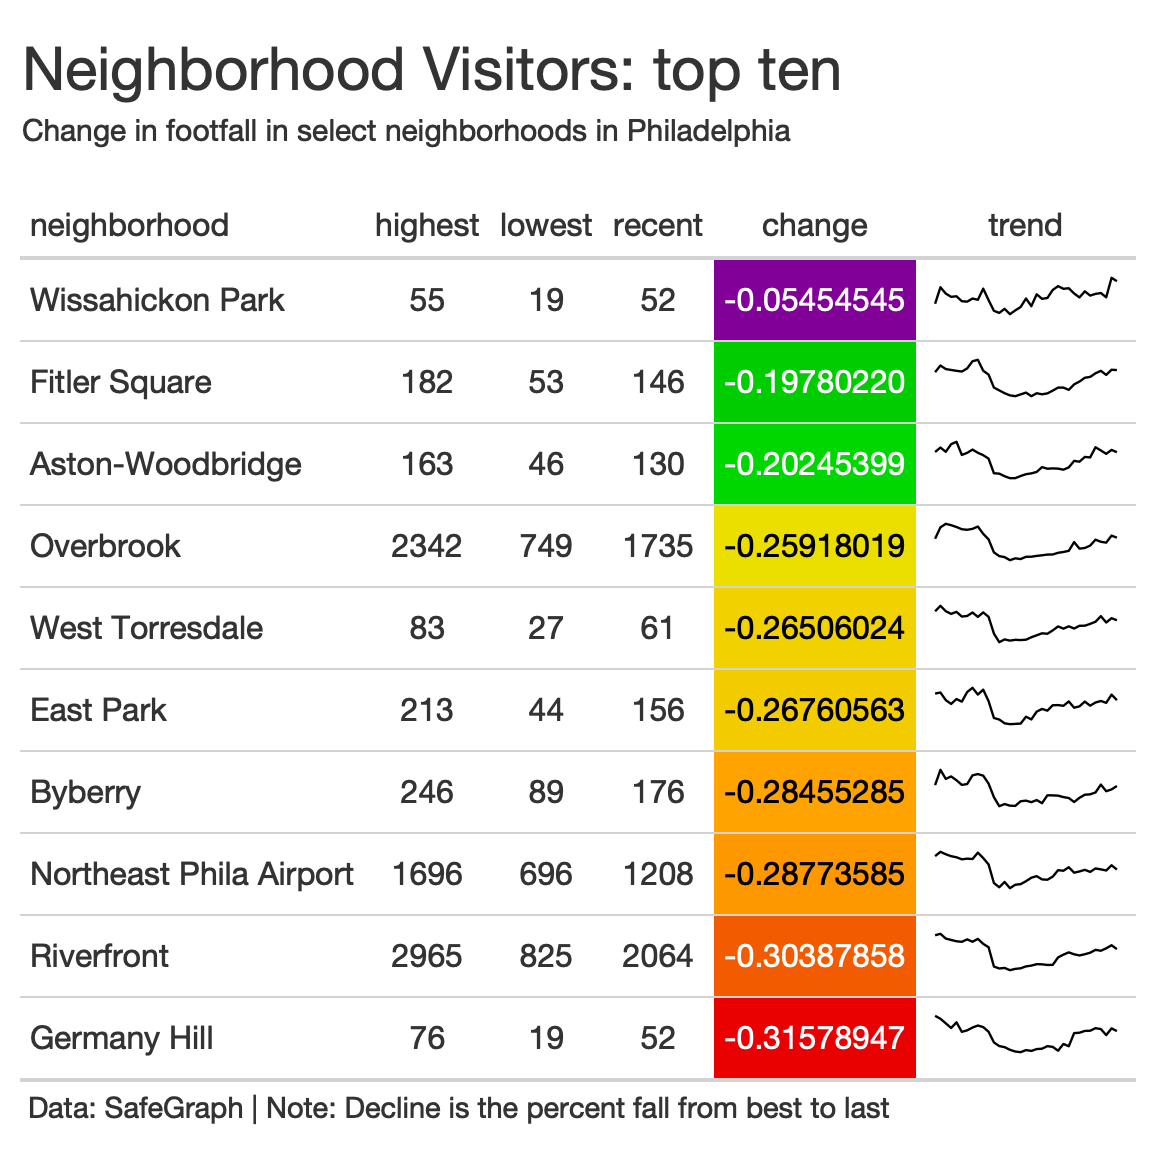 Neighborhood Visitors: top ten
Change in footfall in select neighborhoods in Philadelphia
neighborhood highest lowest recent change trend
Wissahickon Park 55 19 52 -0.05454545
Fitler Square 182 53 146 -0.19780220
Aston-Woodbridge 163 46 130 -0.20245399
Overbrook 2342 749 1735 -0.25918019
West Torresdale 83 27 61 -0.26506024
East Park 213 44 156 -0.26760563
Byberry 246 89 176 -0.28455285
Northeast Phila Airport 1696 696 1208 -0.28773585
Riverfront 2965 825 2064 -0.30387858
Germany Hill 76 19 52 -0.31578947
Data: SafeGraph | Note: Decline is the percent fall from best to last